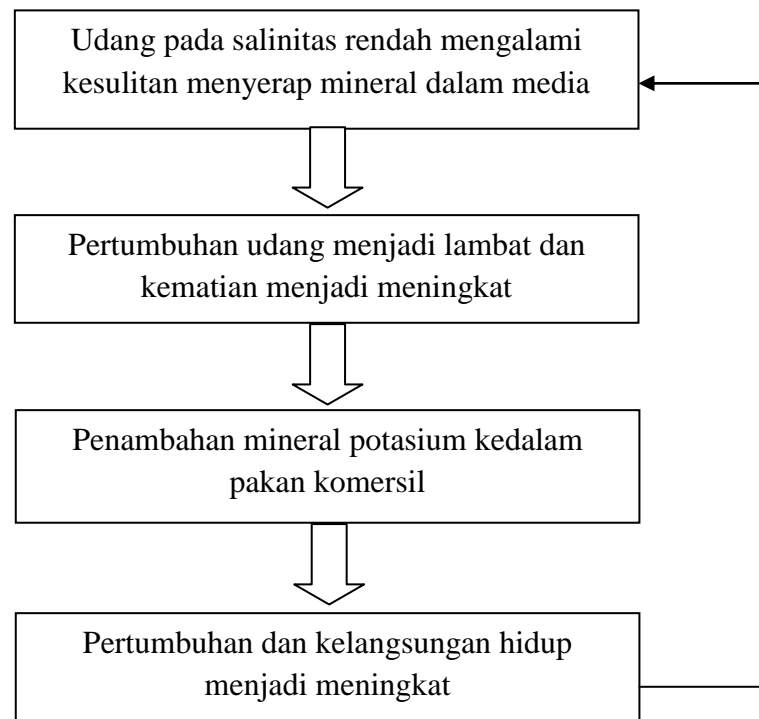 Udang pada salinitas rendah mengalami
kesulitan menyerap mineral dalam media
Pertumbuhan udang menjadi lambat dan
kematian menjadi meningkat
Penambahan mineral potasium kedalam
pakan komersil
Pertumbuhan dan kelangsungan hidup
menjadi meningkat